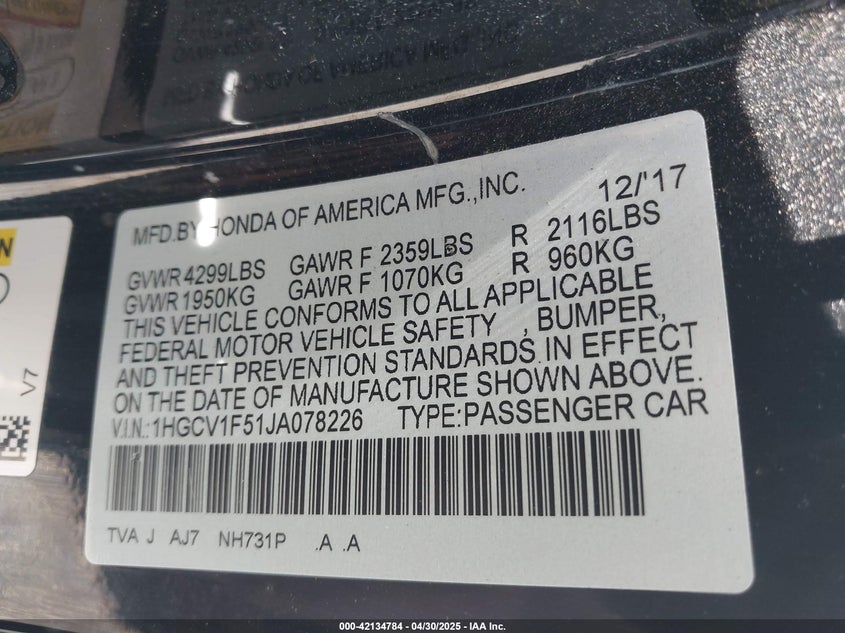 MFD.BY HONDA OF AMERICA MFG.,INC. 12/'17
GVWR 4299LBS GAWR F 2359LBS R 2116LBS
GVWR 1950KG GAWR F 1070KG R 960KG
THIS VEHICLE CONFORMS TO ALL APPLICABLE
FEDERAL MOTOR VEHICLE SAFETY , BUMPER,
AND THEFT PREVENTION STANDARDS IN EFFECT
ON THE DATE OF MANUFACTURE SHOWN ABOVE.
V.I.N.:1HGCV1F51JA078226 TYPE:PASSENGER CAR
TVA J AJ7 NH731P .A .A
V7
000-42134784 - 04/30/2025 - IAA Inc.